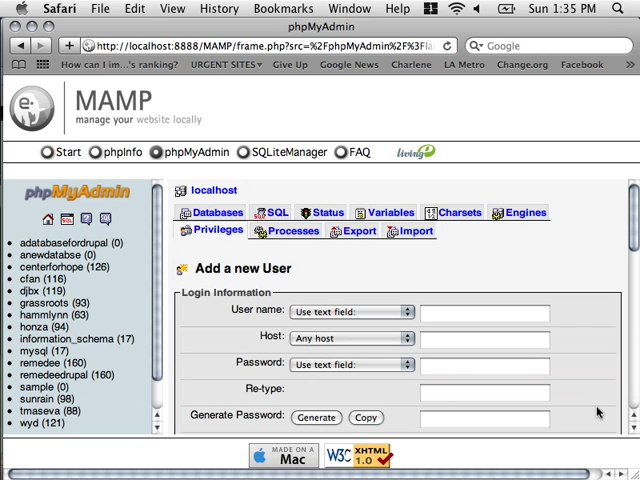 Safari File Edit View History Bookmarks Window Help 1 Sun 1:35 PM
phpMyAdmin
http://localhost:8888/MAMP/frame.php?src=%2FphpMyAdmin%2F%3Fla Google
How can I im...'s ranking? URGENT SITES Give Up Google News Charlene LA Metro Change.org Facebook »
MAMP
manage your website locally
Start phpInfo phpMyAdmin SQLiteManager FAQ living e
phpMyAdmin
SQL
adatabasefordrupal (0)
anewdatabse (0)
centerforhope (126)
cfan (116)
djbx (119)
grassroots (93)
hammlynn (63)
honza (94)
information_schema (17)
mysql (17)
remedee (160)
remedeedrupal (160)
sample (0)
sunrain (98)
tmaseva (88)
wyd (121)
localhost
Databases SQL Status Variables Charsets Engines
Privileges Processes Export Import
Add a new User
Login Information
User name: Use text field:
Host: Any host
Password: Use text field:
Re-type:
Generate Password: Generate Copy
MADE ON A
Mac
W3C XHTML
1.0